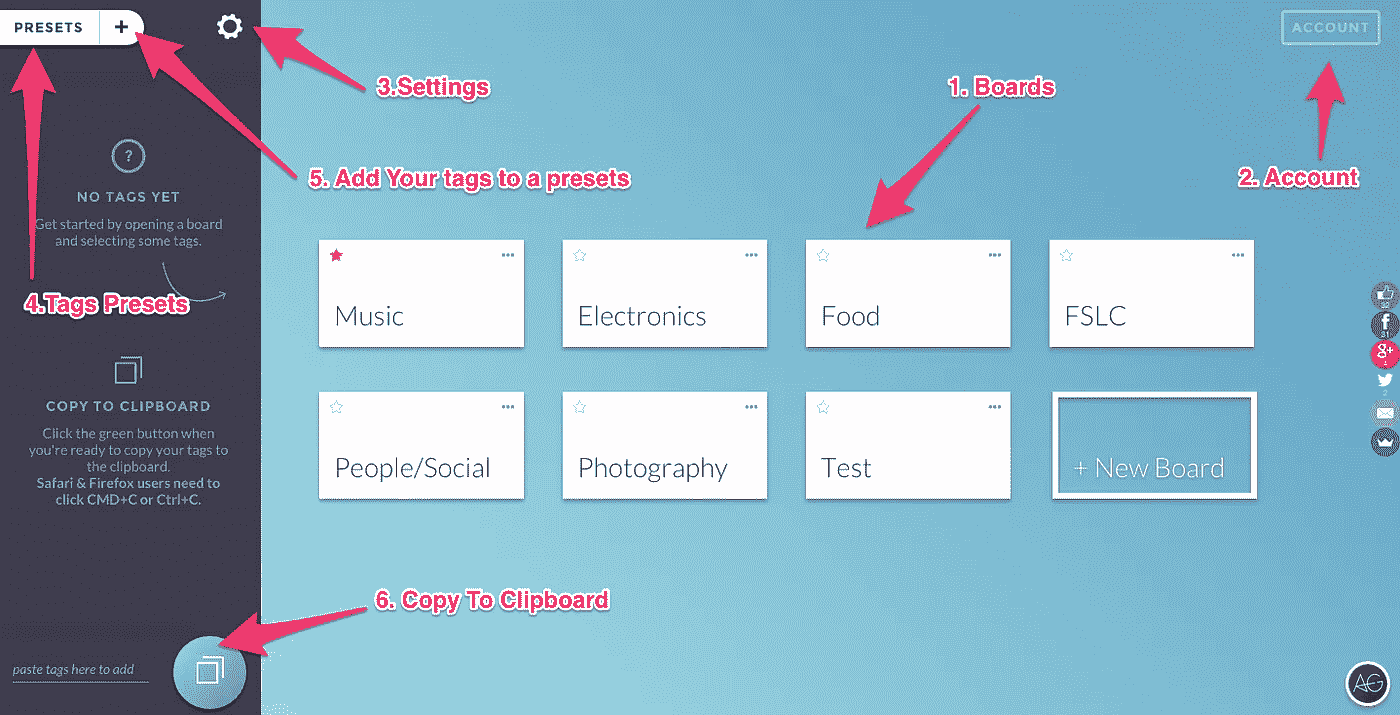 PRESETS +
ACCOUNT
3.Settings
1. Boards
2. Account
5. Add Your tags to a presets
?
NO TAGS YET
Get started by opening a board
and selecting some tags.
4.Tags Presets
Music
Electronics
Food
FSLC
COPY TO CLIPBOARD
Click the green button when
you're ready to copy your tags to
the clipboard.
Safari & Firefox users need to
click CMD+C or Ctrl+C.
People/Social
Photography
Test
+ New Board
6. Copy To Clipboard
paste tags here to add
AG